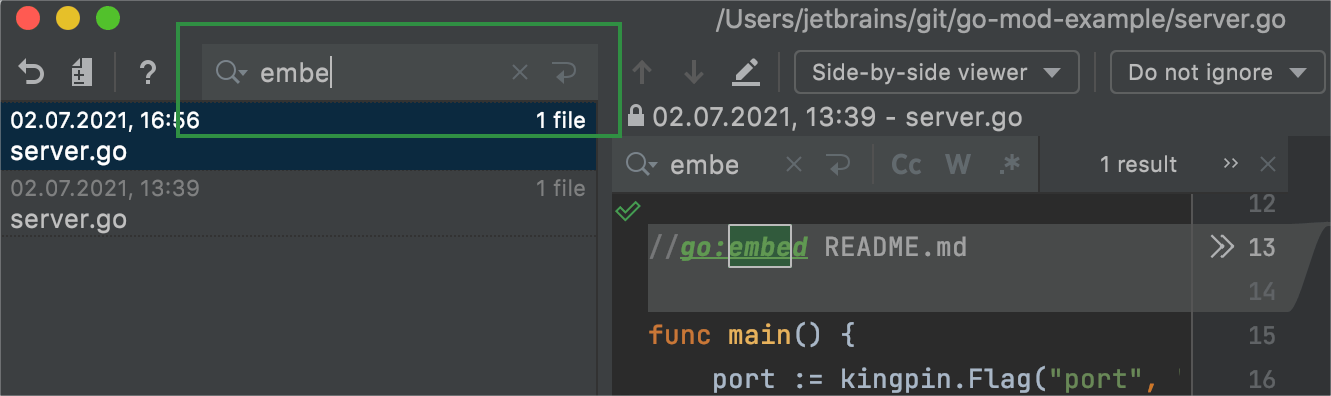 /Users/jetbrains/git/go-mod-example/server.go
? embe Side-by-side viewer Do not ignore
02.07.2021, 16:56 1 file
server.go
02.07.2021, 13:39 1 file
server.go
02.07.2021, 13:39 - server.go
embe Cc W .* 1 result
12
//go:embed README.md 13
14
func main() { 15
port := kingpin.Flag("port", 16